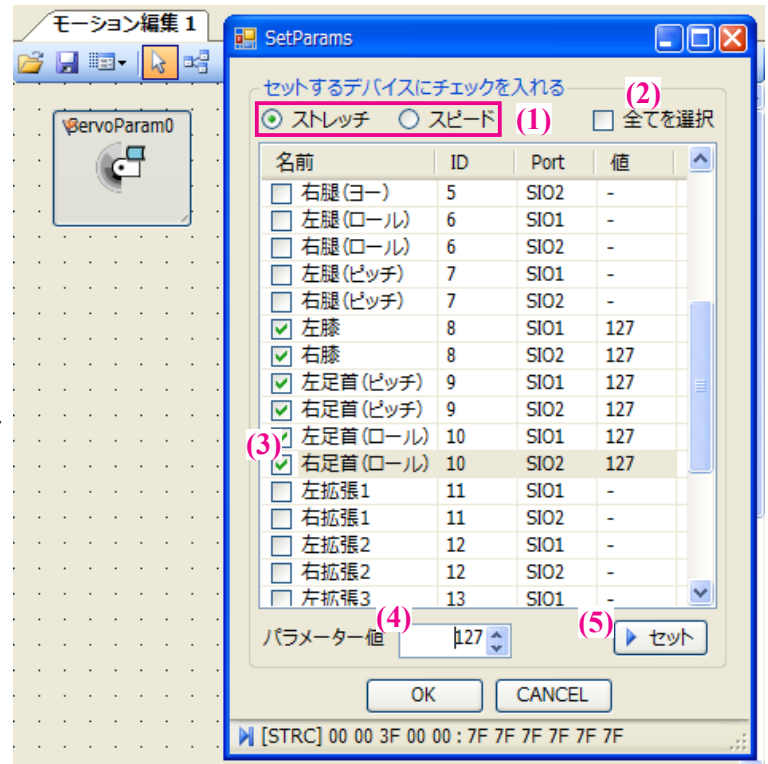 モーション編集 1
ServoParam0
SetParams
セットするデバイスにチェックを入れる
ストレッチ スピード (1) (2) 全てを選択
名前 ID Port 値
右腿(ヨー) 5 SIO2 -
左腿(ロール) 6 SIO1 -
右腿(ロール) 6 SIO2 -
左腿(ピッチ) 7 SIO1 -
右腿(ピッチ) 7 SIO2 -
左膝 8 SIO1 127
右膝 8 SIO2 127
左足首(ピッチ) 9 SIO1 127
右足首(ピッチ) 9 SIO2 127
(3) 左足首(ロール) 10 SIO1 127
右足首(ロール) 10 SIO2 127
左拡張1 11 SIO1 -
右拡張1 11 SIO2 -
左拡張2 12 SIO1 -
右拡張2 12 SIO2 -
左拡張3 13 SIO1 -
パラメーター値 (4) 127 (5) セット
OK CANCEL
[STRC] 00 00 3F 00 00 : 7F 7F 7F 7F 7F 7F